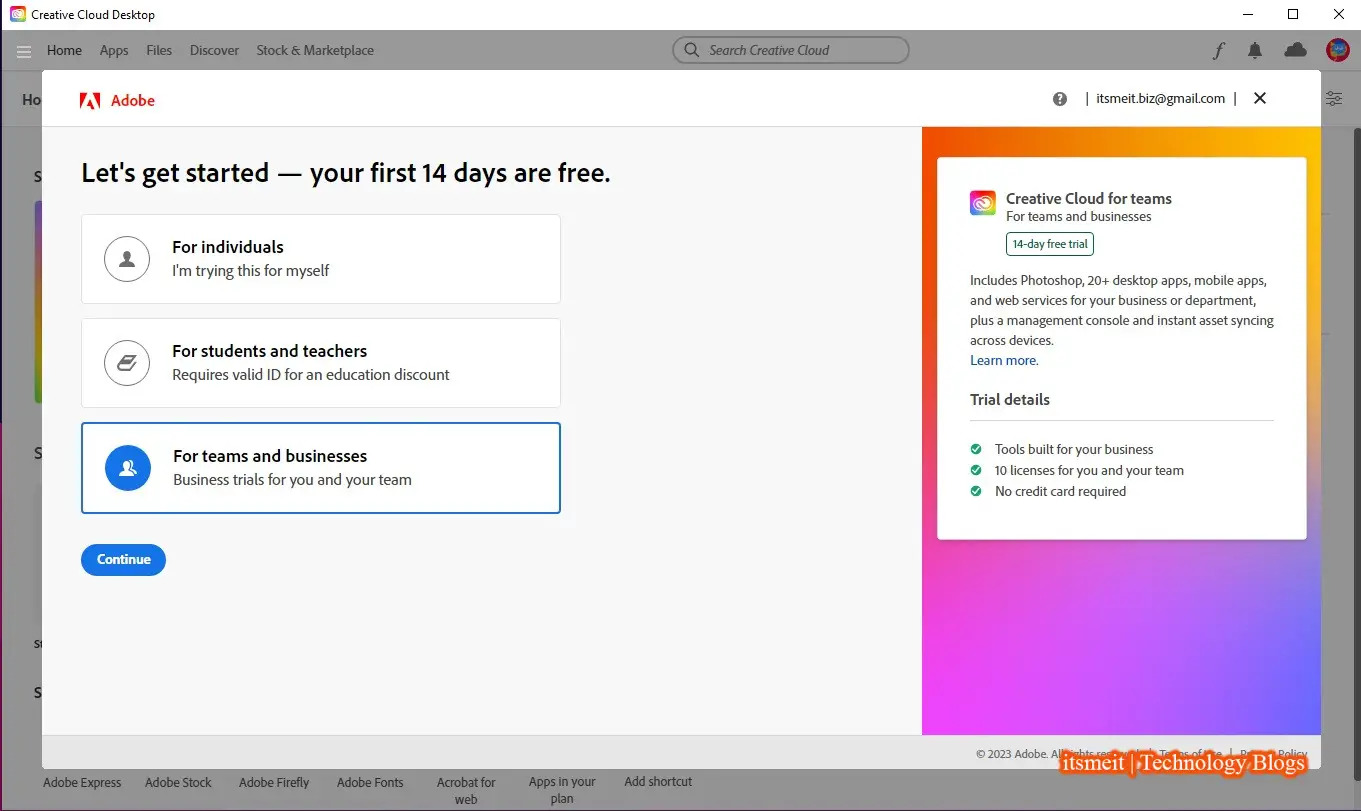 Creative Cloud Desktop
Home Apps Files Discover Stock & Marketplace
Search Creative Cloud
Ho
Adobe
| itsmeit.biz@gmail.com |
Let's get started — your first 14 days are free.
For individuals
I'm trying this for myself
For students and teachers
Requires valid ID for an education discount
For teams and businesses
Business trials for you and your team
Continue
Creative Cloud for teams
For teams and businesses
14-day free trial
Includes Photoshop, 20+ desktop apps, mobile apps,
and web services for your business or department,
plus a management console and instant asset syncing
across devices.
Learn more.
Trial details
Tools built for your business
10 licenses for you and your team
No credit card required
© 2023 Adobe. All rights
Policy
itsmeit | Technology Blogs
Adobe Express Adobe Stock Adobe Firefly Adobe Fonts Acrobat for
web Apps in your
plan Add shortcut